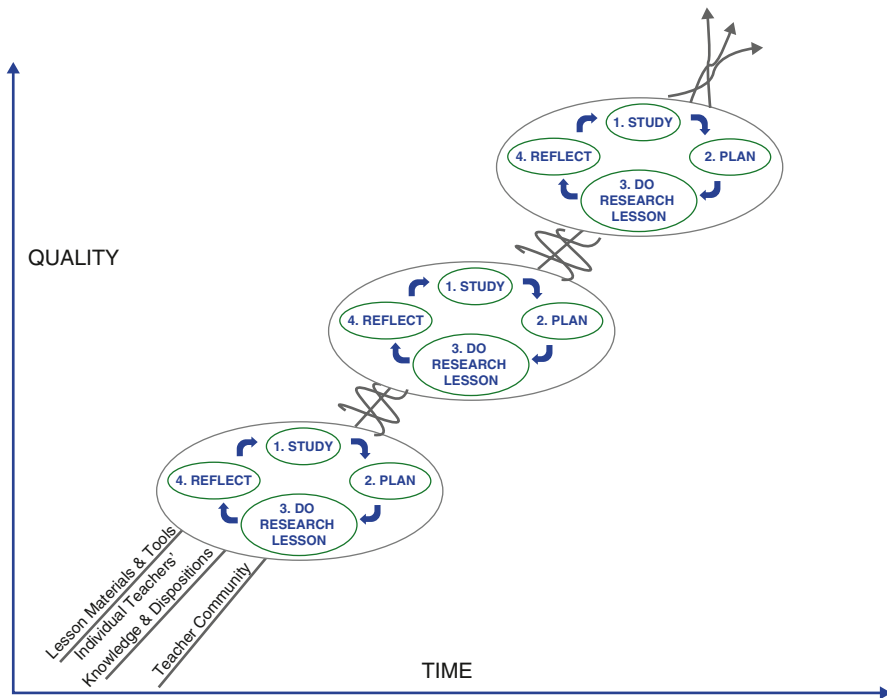 1. STUDY
4. REFLECT
2. PLAN
3. DO
RESEARCH
LESSON
QUALITY
1. STUDY
4. REFLECT
2. PLAN
3. DO
RESEARCH
LESSON
1. STUDY
4. REFLECT
2. PLAN
3. DO
RESEARCH
LESSON
Lesson Materials & Tools
Individual Teachers'
Knowledge & Dispositions
Teacher Community
TIME